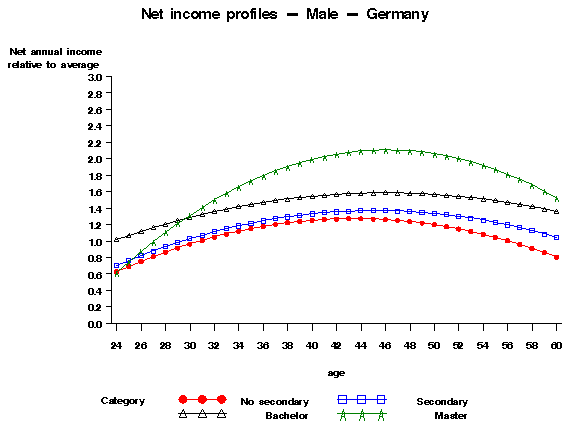 Net income profiles – Male – Germany
Net annual income
relative to average
3.0
2.8
2.6
2.4
2.2
2.0
1.8
1.6
1.4
1.2
1.0
0.8
0.6
0.4
0.2
0.0
24 26 28 30 32 34 36 38 40 42 44 46 48 50 52 54 56 58 60
age
Category No secondary Secondary
Bachelor Master